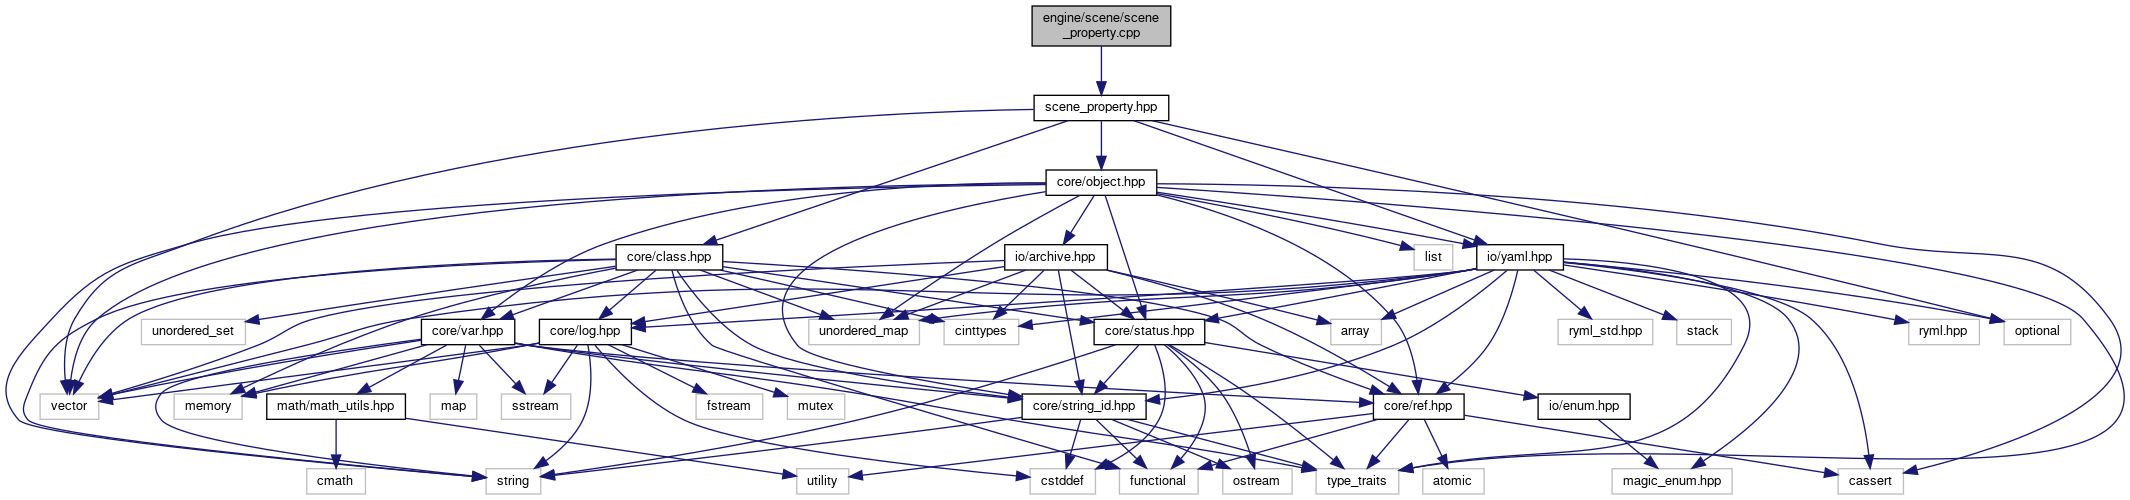 engine/scene/scene
_property.cpp
scene_property.hpp
core/object.hpp
core/class.hpp
io/archive.hpp
list
io/yaml.hpp
unordered_set
core/var.hpp
core/log.hpp
unordered_map
cinttypes
core/status.hpp
array
ryml_std.hpp
stack
ryml.hpp
optional
vector
memory
math/math_utils.hpp
map
sstream
fstream
mutex
core/string_id.hpp
core/ref.hpp
io/enum.hpp
cmath
string
utility
cstddef
functional
ostream
type_traits
atomic
magic_enum.hpp
cassert